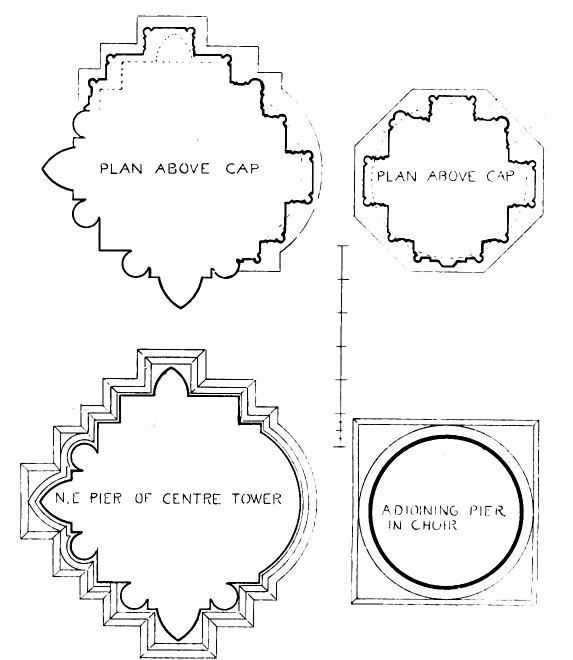 PLAN ABOVE CAP
PLAN ABOVE CAP
N.E PIER OF CENTRE TOWER
ADJOINING PIER
IN CHOIR